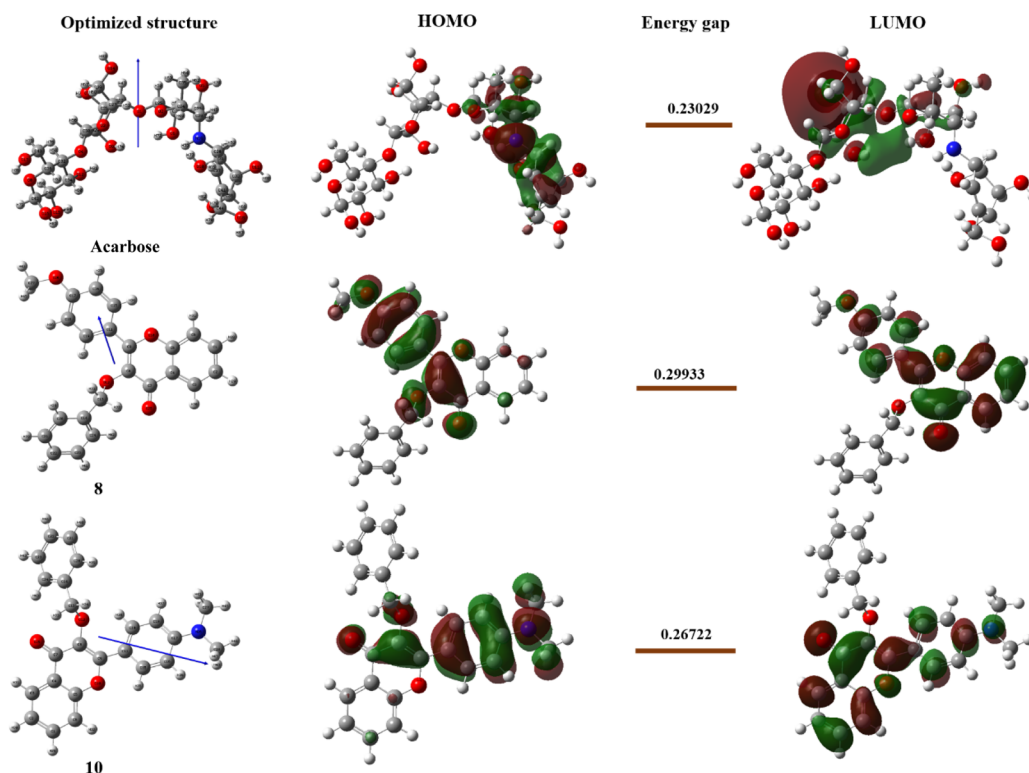 Optimized structure HOMO Energy gap LUMO
0.23029
Acarbose
0.29933
8
0.26722
10